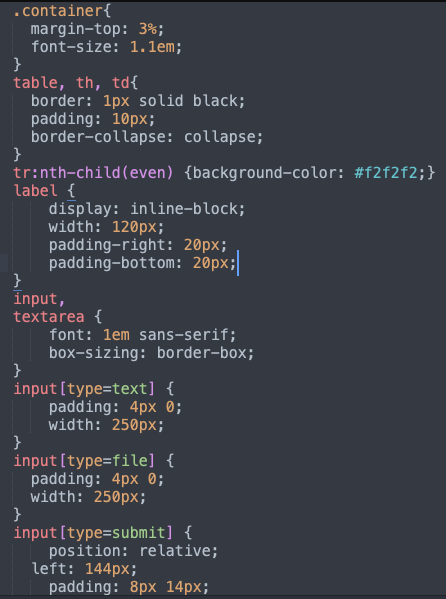 .container{
  margin-top: 3%;
  font-size: 1.1em;
}
table, th, td{
  border: 1px solid black;
  padding: 10px;
  border-collapse: collapse;
}
tr:nth-child(even) {background-color: #f2f2f2;}
label {
    display: inline-block;
    width: 120px;
    padding-right: 20px;
    padding-bottom: 20px;
}
input,
textarea {
    font: 1em sans-serif;
    box-sizing: border-box;
}
input[type=text] {
    padding: 4px 0;
    width: 250px;
}
input[type=file] {
  padding: 4px 0;
  width: 250px;
}
input[type=submit] {
    position: relative;
  left: 144px;
    padding: 8px 14px;